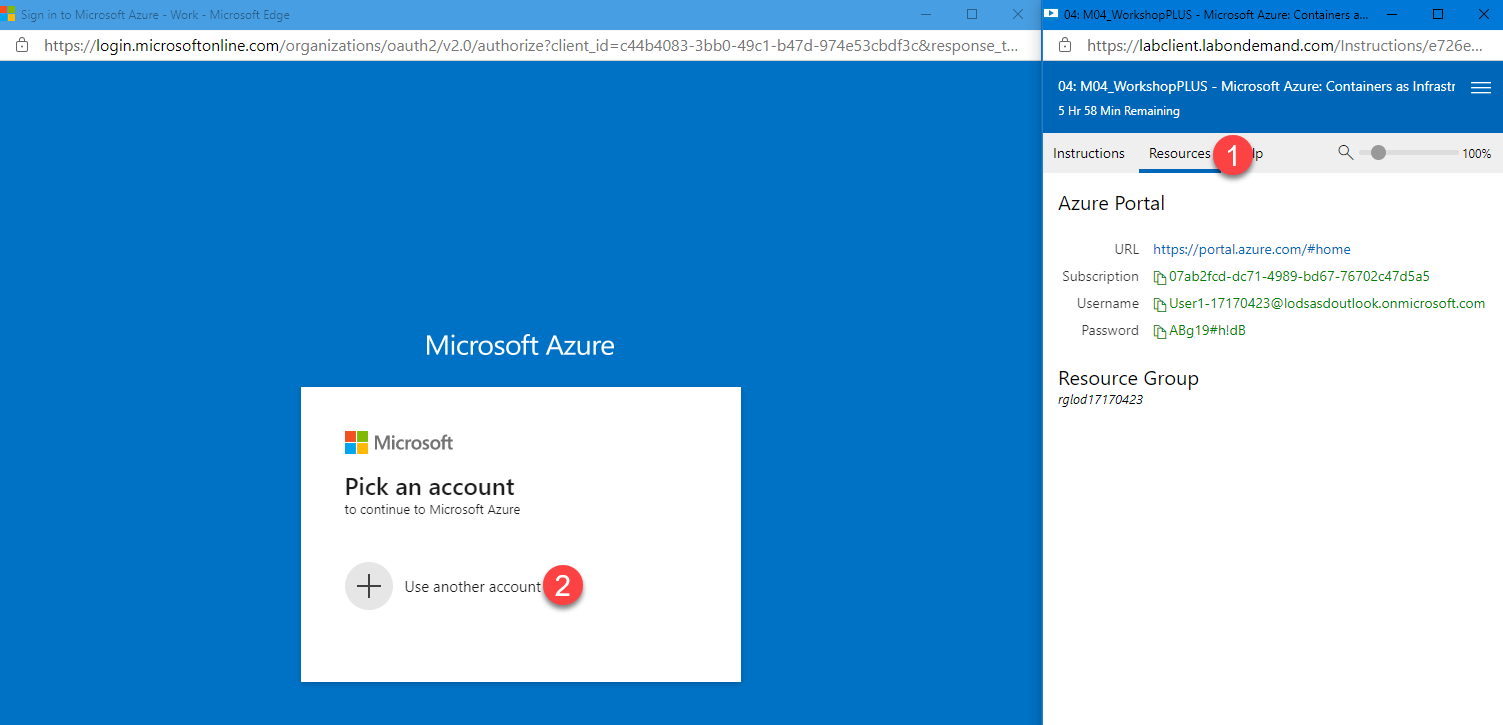 Sign in to Microsoft Azure - Work - Microsoft Edge
https://login.microsoftonline.com/organizations/oauth2/v2.0/authorize?client_id=c44b4083-3bb0-49c1-b47d-974e53cbdf3c&response_t...
Microsoft Azure
Microsoft
Pick an account
to continue to Microsoft Azure
Use another account
2
04: M04_WorkshopPLUS - Microsoft Azure: Containers a...
https://labclient.labondemand.com/Instructions/e726e...
04: M04_WorkshopPLUS - Microsoft Azure: Containers as Infrastr
5 Hr 58 Min Remaining
Instructions Resources 1 lp 100%
Azure Portal
URL https://portal.azure.com/#home
Subscription 07ab2fcd-dc71-4989-bd67-76702c47d5a5
Username User1-17170423@lodsasdoutlook.onmicrosoft.com
Password ABg19#h!dB
Resource Group
rglod17170423